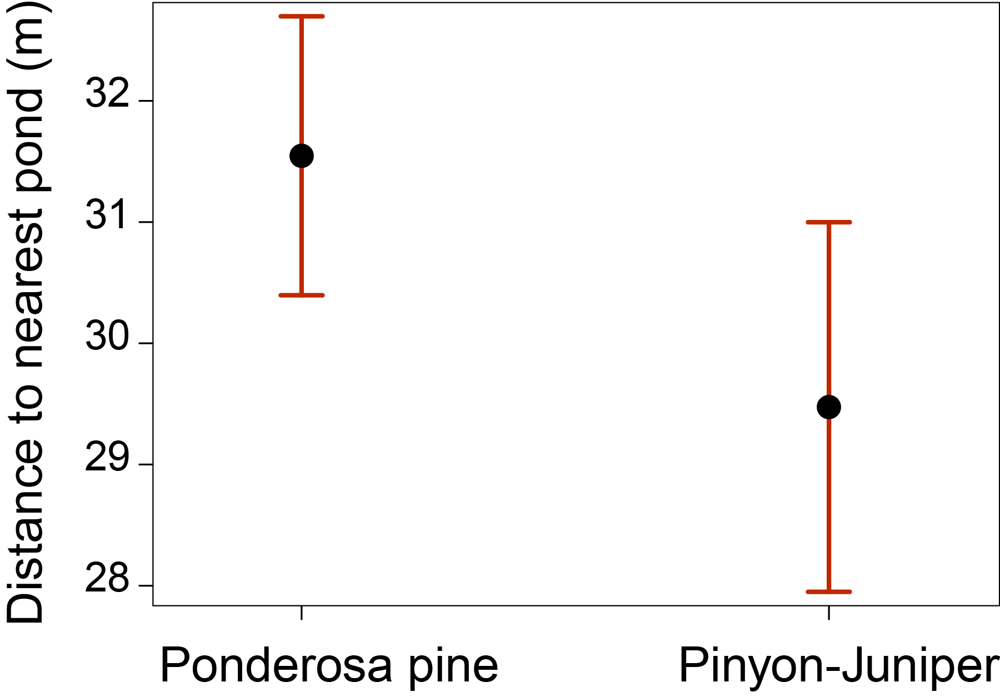 Distance to nearest pond (m)
32
31
30
29
28
Ponderosa pine
Pinyon-Juniper